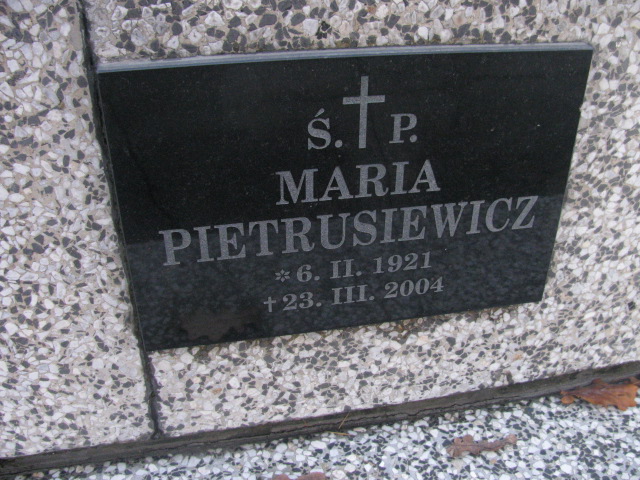 Ś. P.
MARIA
PIETRUSIEWICZ
* 6. II. 1921
† 23. III. 2004